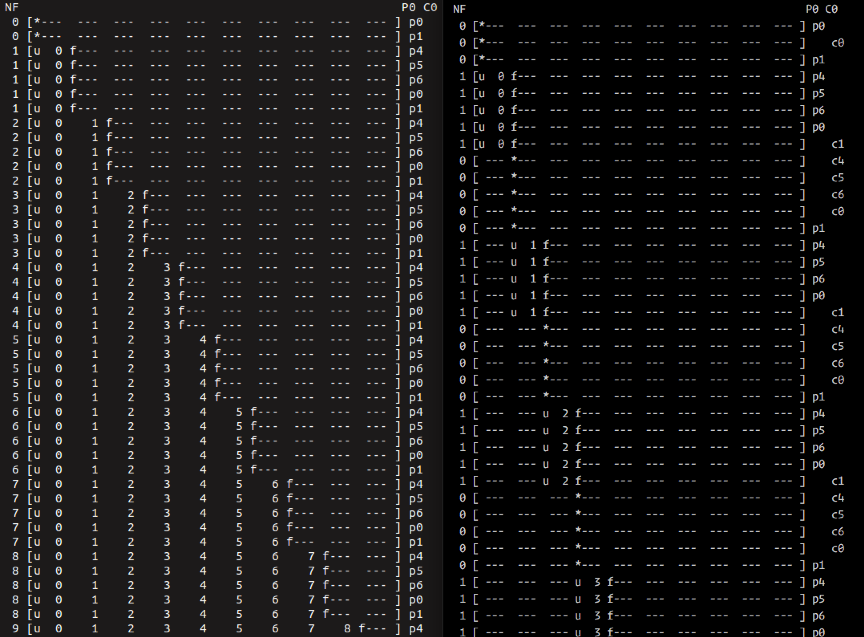 NF P0 C0
0 [*--- --- --- --- --- --- --- --- --- --- ] p0
0 [*--- --- --- --- --- --- --- --- --- --- ] p1
1 [u 0 f--- --- --- --- --- --- --- --- --- ] p4
1 [u 0 f--- --- --- --- --- --- --- --- --- ] p5
1 [u 0 f--- --- --- --- --- --- --- --- --- ] p6
1 [u 0 f--- --- --- --- --- --- --- --- --- ] p0
1 [u 0 f--- --- --- --- --- --- --- --- --- ] p1
2 [u 0 1 f--- --- --- --- --- --- --- --- ] p4
2 [u 0 1 f--- --- --- --- --- --- --- --- ] p5
2 [u 0 1 f--- --- --- --- --- --- --- --- ] p6
2 [u 0 1 f--- --- --- --- --- --- --- --- ] p0
2 [u 0 1 f--- --- --- --- --- --- --- --- ] p1
3 [u 0 1 2 f--- --- --- --- --- --- --- ] p4
3 [u 0 1 2 f--- --- --- --- --- --- --- ] p5
3 [u 0 1 2 f--- --- --- --- --- --- --- ] p6
3 [u 0 1 2 f--- --- --- --- --- --- --- ] p0
3 [u 0 1 2 f--- --- --- --- --- --- --- ] p1
4 [u 0 1 2 3 f--- --- --- --- --- --- ] p4
4 [u 0 1 2 3 f--- --- --- --- --- --- ] p5
4 [u 0 1 2 3 f--- --- --- --- --- --- ] p6
4 [u 0 1 2 3 f--- --- --- --- --- --- ] p0
4 [u 0 1 2 3 f--- --- --- --- --- --- ] p1
5 [u 0 1 2 3 4 f--- --- --- --- --- ] p4
5 [u 0 1 2 3 4 f--- --- --- --- --- ] p5
5 [u 0 1 2 3 4 f--- --- --- --- --- ] p6
5 [u 0 1 2 3 4 f--- --- --- --- --- ] p0
5 [u 0 1 2 3 4 f--- --- --- --- --- ] p1
6 [u 0 1 2 3 4 5 f--- --- --- --- ] p4
6 [u 0 1 2 3 4 5 f--- --- --- --- ] p5
6 [u 0 1 2 3 4 5 f--- --- --- --- ] p6
6 [u 0 1 2 3 4 5 f--- --- --- --- ] p0
6 [u 0 1 2 3 4 5 f--- --- --- --- ] p1
7 [u 0 1 2 3 4 5 6 f--- --- --- ] p4
7 [u 0 1 2 3 4 5 6 f--- --- --- ] p5
7 [u 0 1 2 3 4 5 6 f--- --- --- ] p6
7 [u 0 1 2 3 4 5 6 f--- --- --- ] p0
7 [u 0 1 2 3 4 5 6 f--- --- --- ] p1
8 [u 0 1 2 3 4 5 6 7 f--- --- ] p4
8 [u 0 1 2 3 4 5 6 7 f--- --- ] p5
8 [u 0 1 2 3 4 5 6 7 f--- --- ] p6
8 [u 0 1 2 3 4 5 6 7 f--- --- ] p0
8 [u 0 1 2 3 4 5 6 7 f--- --- ] p1
9 [u 0 1 2 3 4 5 6 7 8 f--- ] p4
NF P0 C0
0 [*--- --- --- --- --- --- --- --- --- --- ] p0
0 [*--- --- --- --- --- --- --- --- --- --- ] c0
0 [*--- --- --- --- --- --- --- --- --- --- ] p1
1 [u 0 f--- --- --- --- --- --- --- --- --- ] p4
1 [u 0 f--- --- --- --- --- --- --- --- --- ] p5
1 [u 0 f--- --- --- --- --- --- --- --- --- ] p6
1 [u 0 f--- --- --- --- --- --- --- --- --- ] p0
1 [u 0 f--- --- --- --- --- --- --- --- --- ] c1
0 [ --- *--- --- --- --- --- --- --- --- --- ] c4
0 [ --- *--- --- --- --- --- --- --- --- --- ] c5
0 [ --- *--- --- --- --- --- --- --- --- --- ] c6
0 [ --- *--- --- --- --- --- --- --- --- --- ] c0
0 [ --- *--- --- --- --- --- --- --- --- --- ] p1
1 [ --- u 1 f--- --- --- --- --- --- --- --- ] p4
1 [ --- u 1 f--- --- --- --- --- --- --- --- ] p5
1 [ --- u 1 f--- --- --- --- --- --- --- --- ] p6
1 [ --- u 1 f--- --- --- --- --- --- --- --- ] p0
1 [ --- u 1 f--- --- --- --- --- --- --- --- ] c1
0 [ --- --- *--- --- --- --- --- --- --- --- ] c4
0 [ --- --- *--- --- --- --- --- --- --- --- ] c5
0 [ --- --- *--- --- --- --- --- --- --- --- ] c6
0 [ --- --- *--- --- --- --- --- --- --- --- ] c0
0 [ --- --- *--- --- --- --- --- --- --- --- ] p1
1 [ --- --- u 2 f--- --- --- --- --- --- --- ] p4
1 [ --- --- u 2 f--- --- --- --- --- --- --- ] p5
1 [ --- --- u 2 f--- --- --- --- --- --- --- ] p6
1 [ --- --- u 2 f--- --- --- --- --- --- --- ] p0
1 [ --- --- u 2 f--- --- --- --- --- --- --- ] c1
0 [ --- --- --- *--- --- --- --- --- --- --- ] c4
0 [ --- --- --- *--- --- --- --- --- --- --- ] c5
0 [ --- --- --- *--- --- --- --- --- --- --- ] c6
0 [ --- --- --- *--- --- --- --- --- --- --- ] c0
0 [ --- --- --- *--- --- --- --- --- --- --- ] p1
1 [ --- --- --- u 3 f--- --- --- --- --- --- ] p4
1 [ --- --- --- u 3 f--- --- --- --- --- --- ] p5
1 [ --- --- --- u 3 f--- --- --- --- --- --- ] p6
1 [ --- --- --- u 3 f--- --- --- --- --- --- ] p0